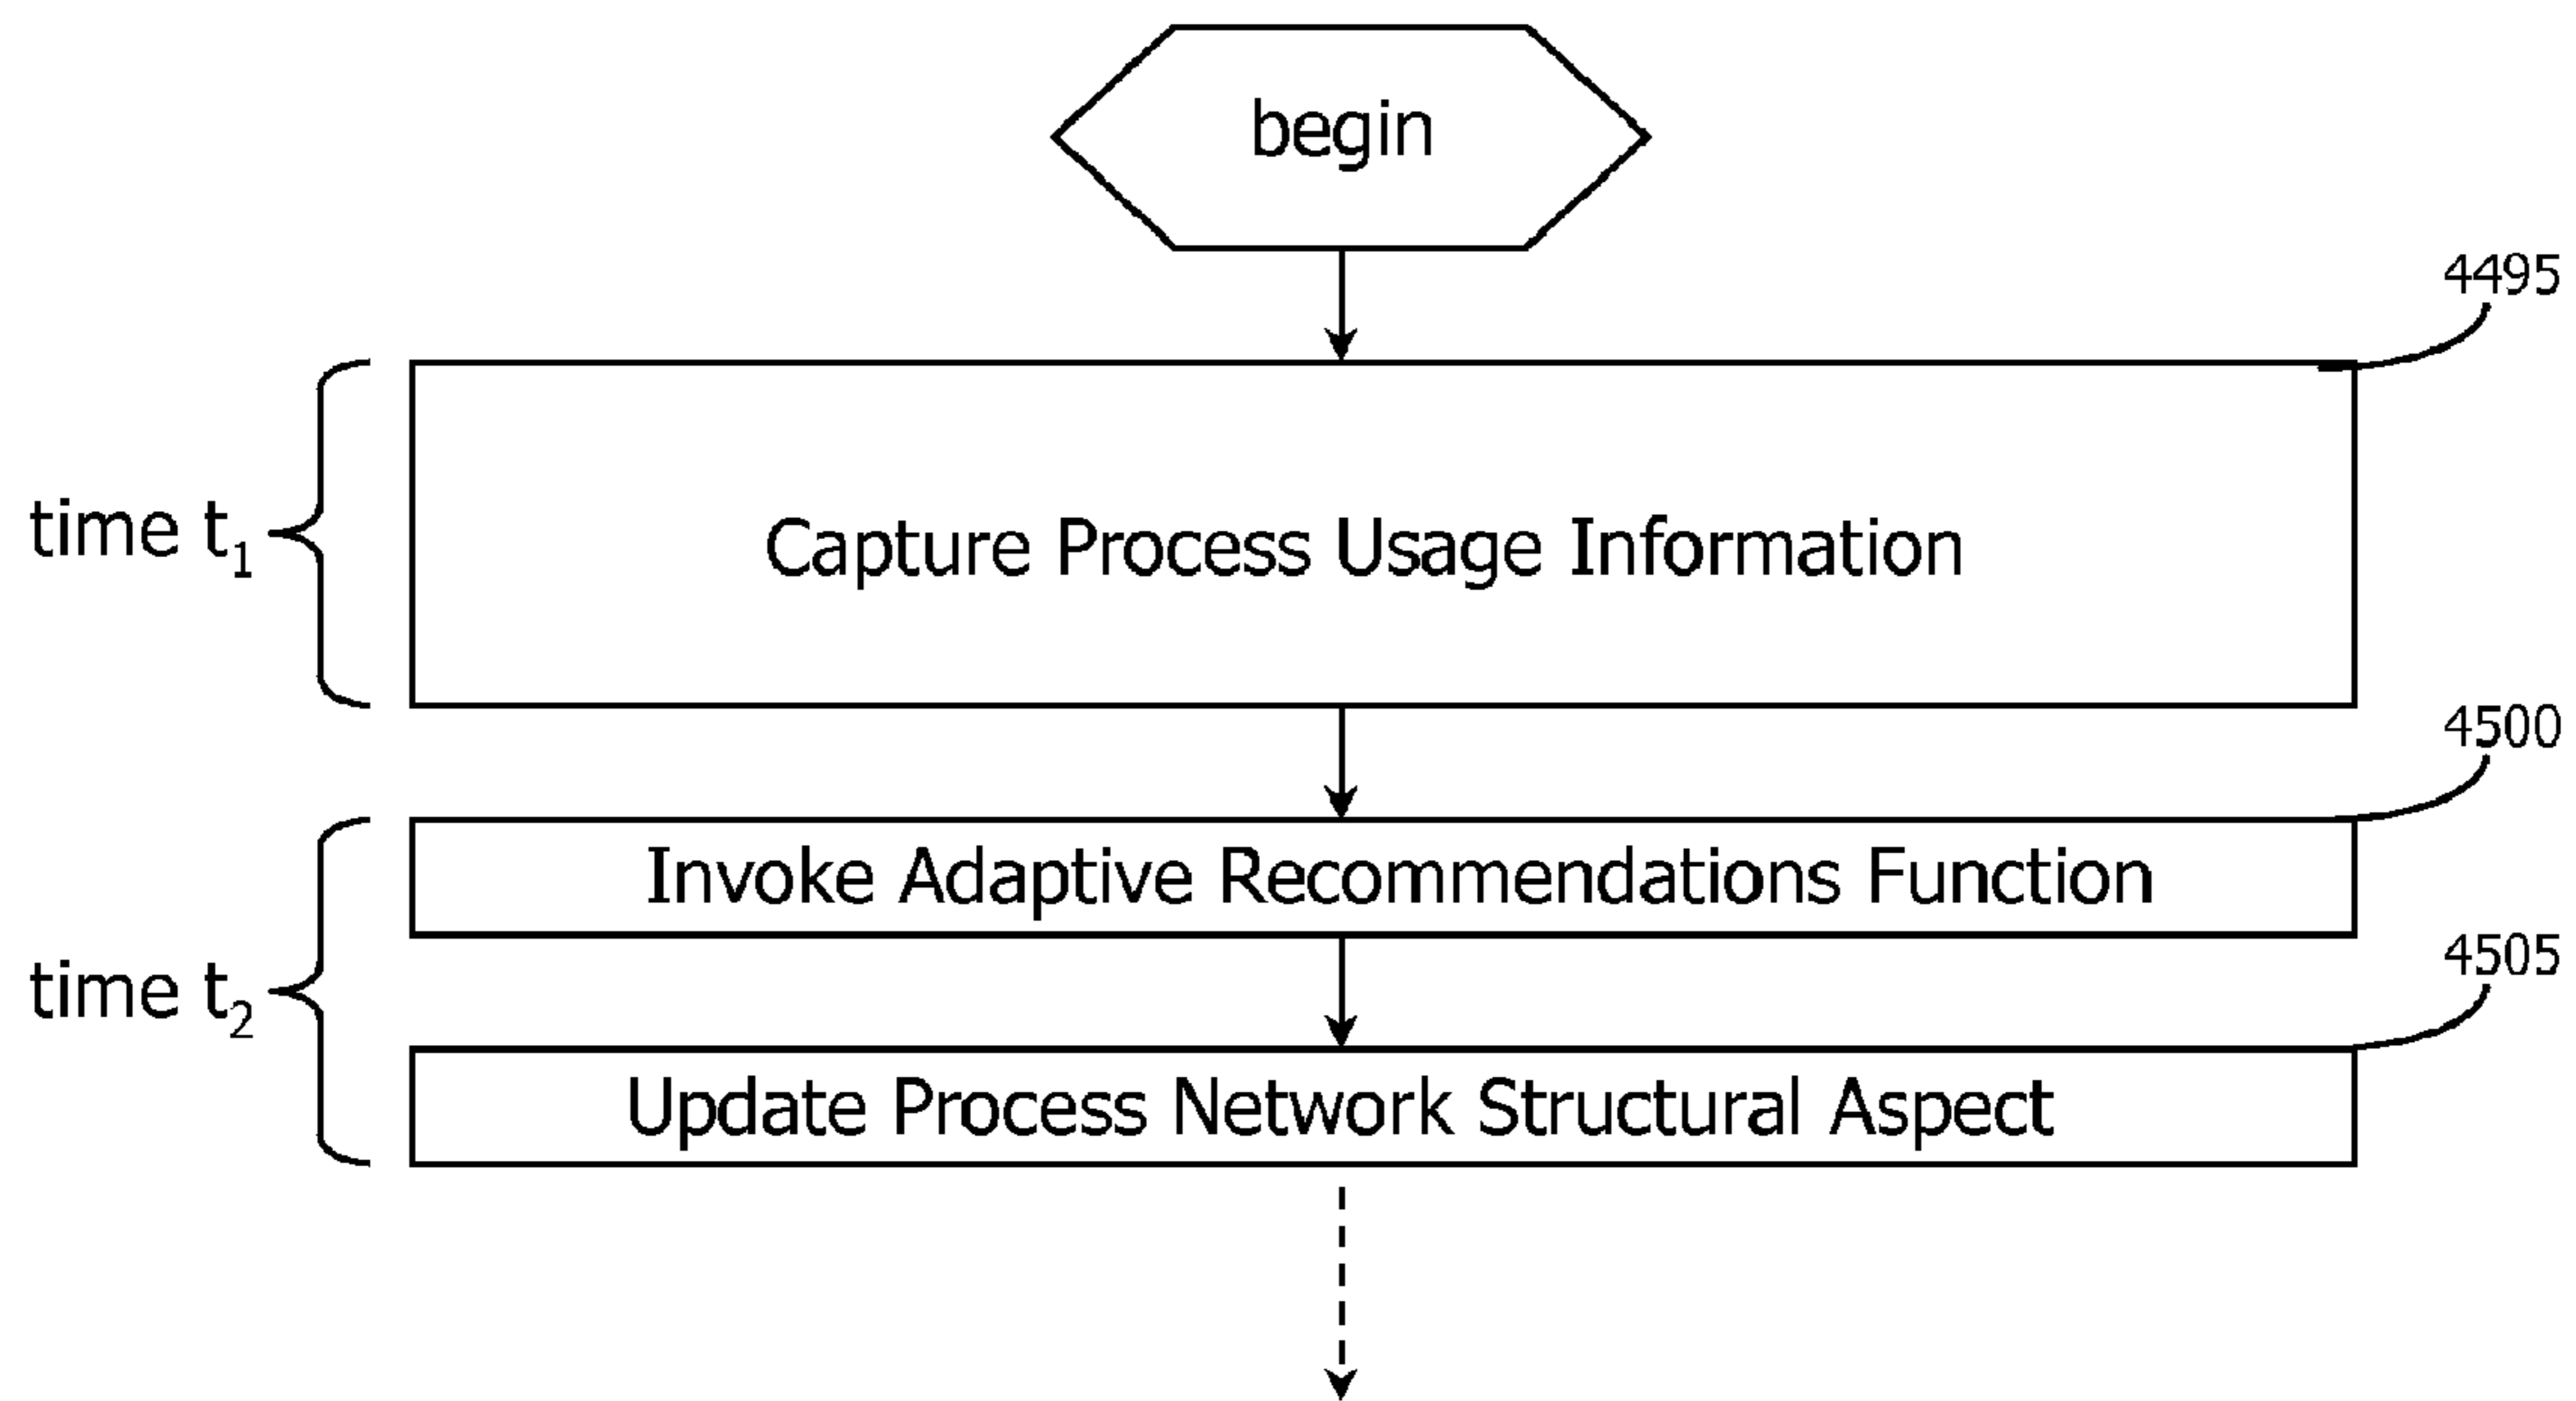 begin
4495
time t₁
Capture Process Usage Information
4500
Invoke Adaptive Recommendations Function
4505
time t₂
Update Process Network Structural Aspect